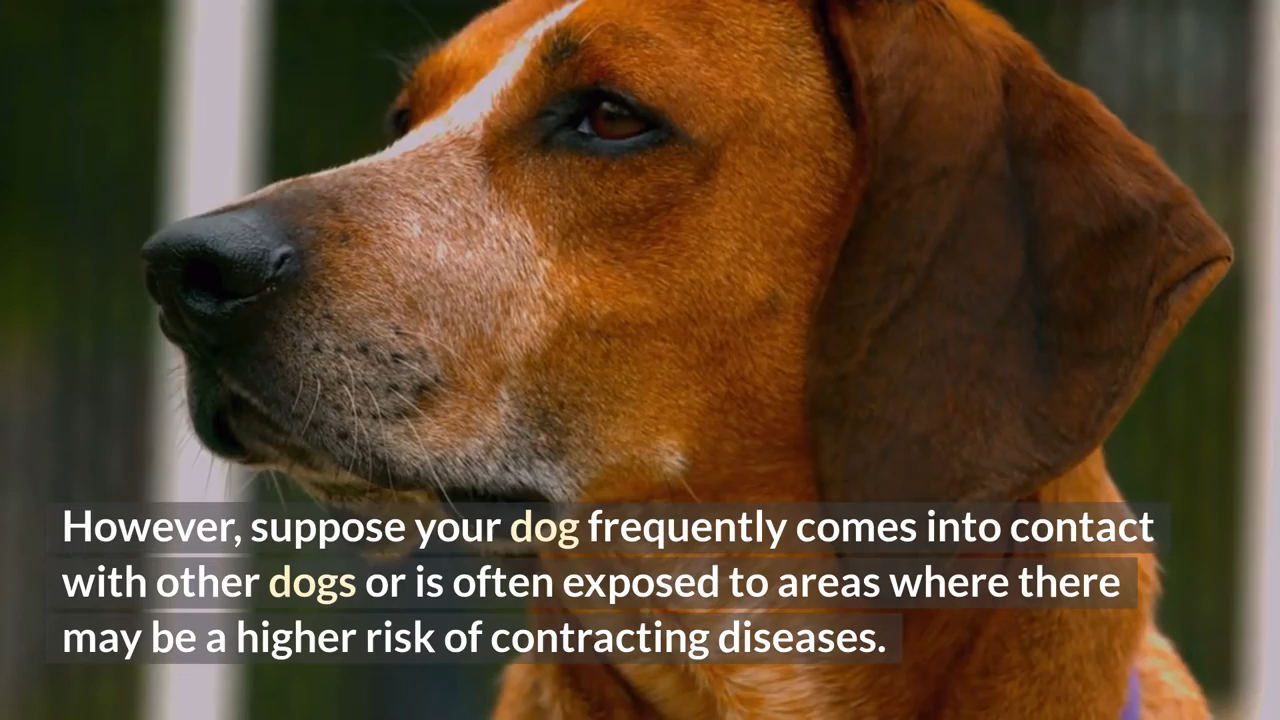 However, suppose your dog frequently comes into contact
with other dogs or is often exposed to areas where there
may be a higher risk of contracting diseases.